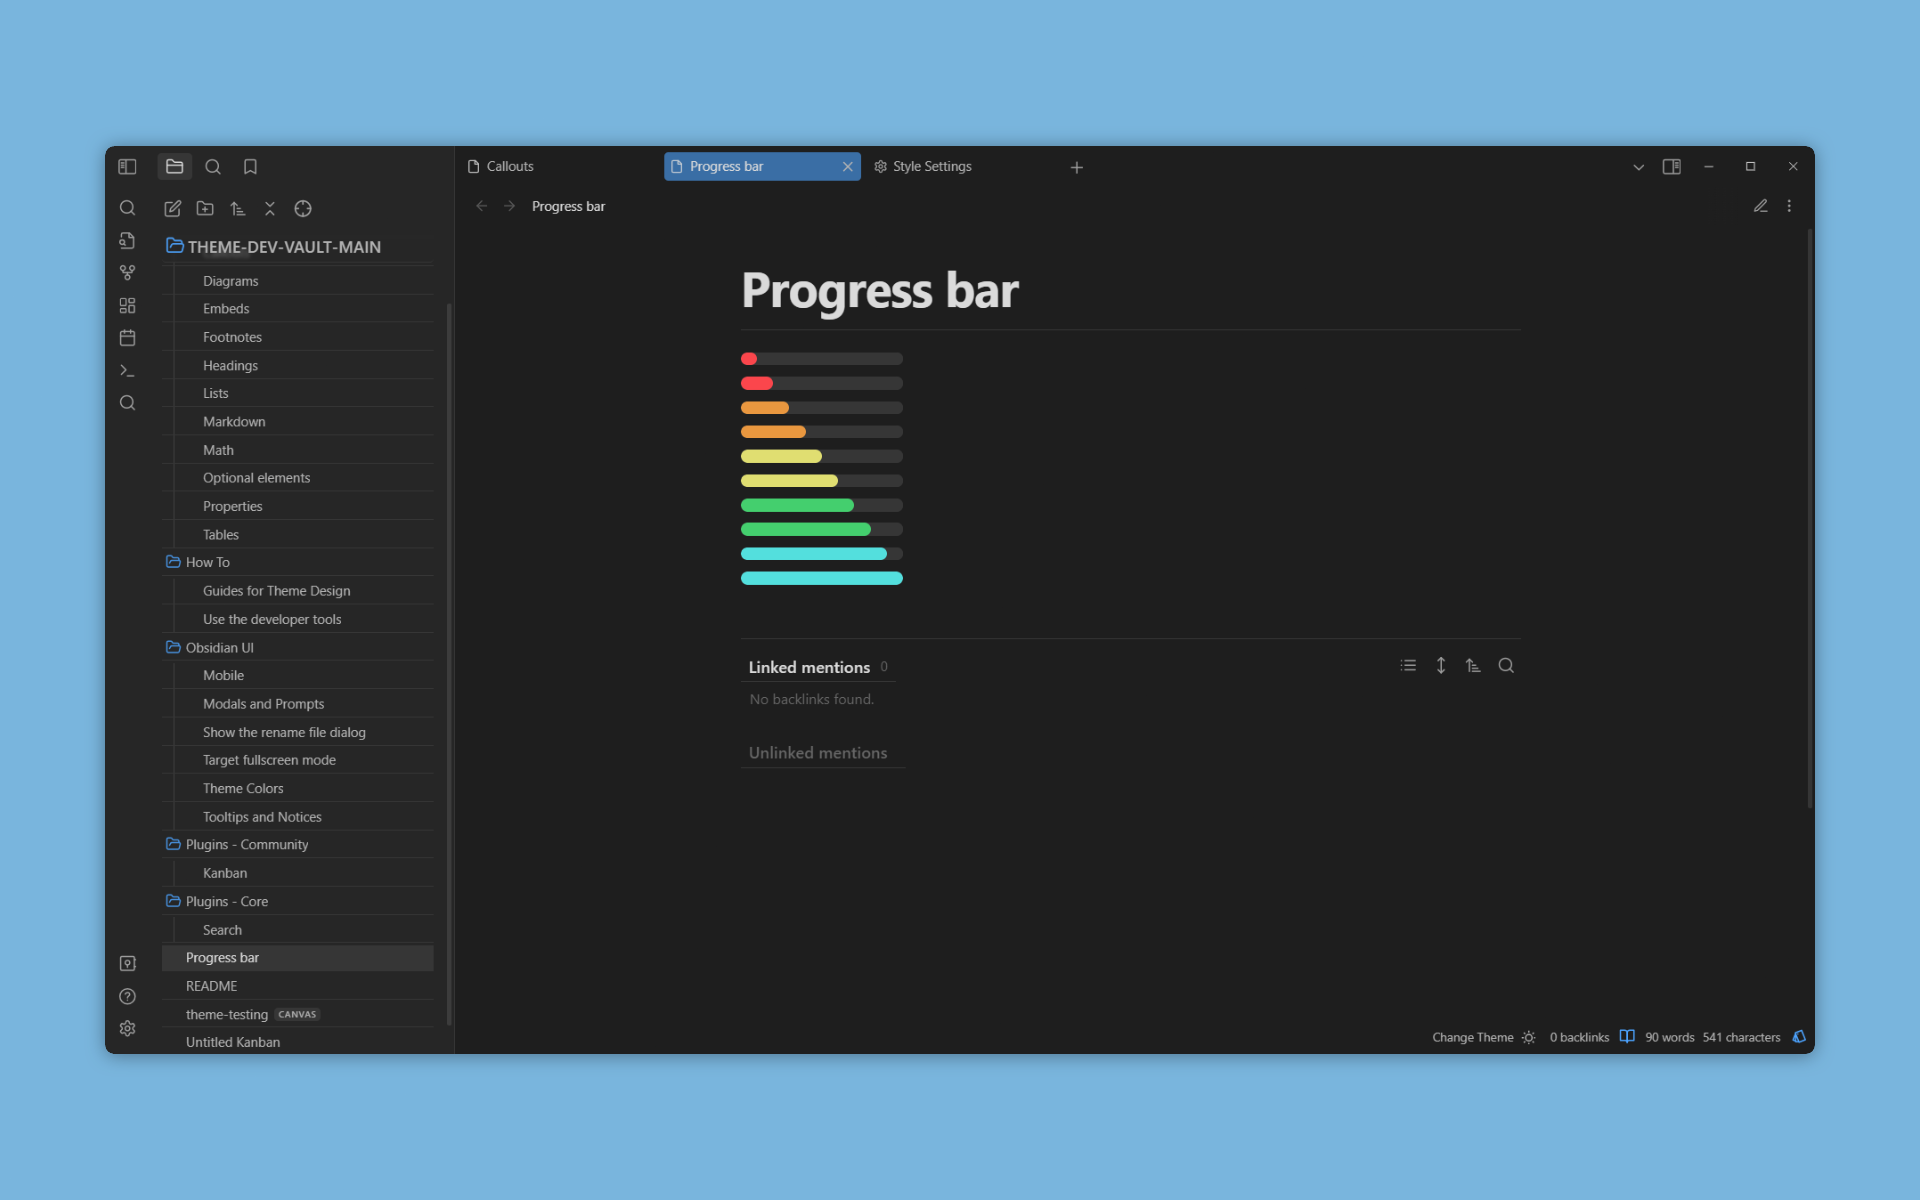 Callouts
Progress bar
Style Settings
Progress bar
THEME-DEV-VAULT-MAIN
Diagrams
Embeds
Footnotes
Headings
Lists
Markdown
Math
Optional elements
Properties
Tables
How To
Guides for Theme Design
Use the developer tools
Obsidian UI
Mobile
Modals and Prompts
Show the rename file dialog
Target fullscreen mode
Theme Colors
Tooltips and Notices
Plugins - Community
Kanban
Plugins - Core
Search
Progress bar
README
theme-testing CANVAS
Untitled Kanban
Progress bar
Linked mentions 0
No backlinks found.
Unlinked mentions
Change Theme 0 backlinks 90 words 541 characters